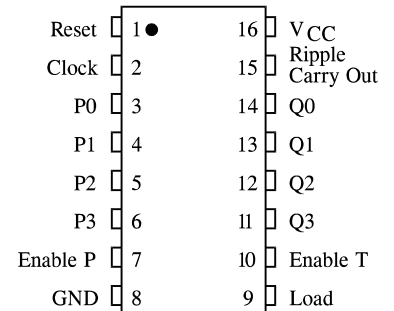 Reset 1 16 VCC
Clock 2 15 Ripple Carry Out
P0 3 14 Q0
P1 4 13 Q1
P2 5 12 Q2
P3 6 11 Q3
Enable P 7 10 Enable T
GND 8 9 Load